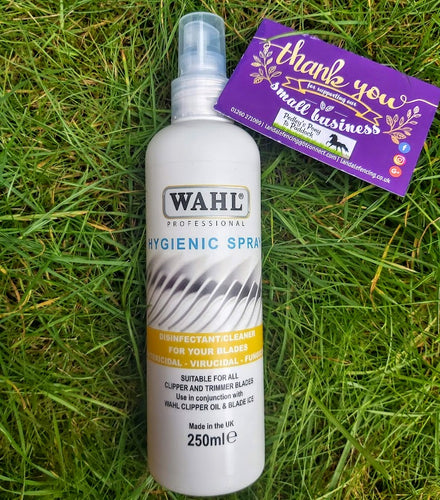 WAHL®
PROFESSIONAL
HYGIENIC SPRAY
DISINFECTANT/CLEANER
FOR YOUR BLADES
VIRUCIDAL -
SUITABLE FOR ALL
CLIPPER AND TRIMMER BLADES
Use in conjunction with
WAHL CLIPPER OIL & BLADE ICE
Made in the UK
250ml℮
thank you
for supporting our
small business
to Paddock